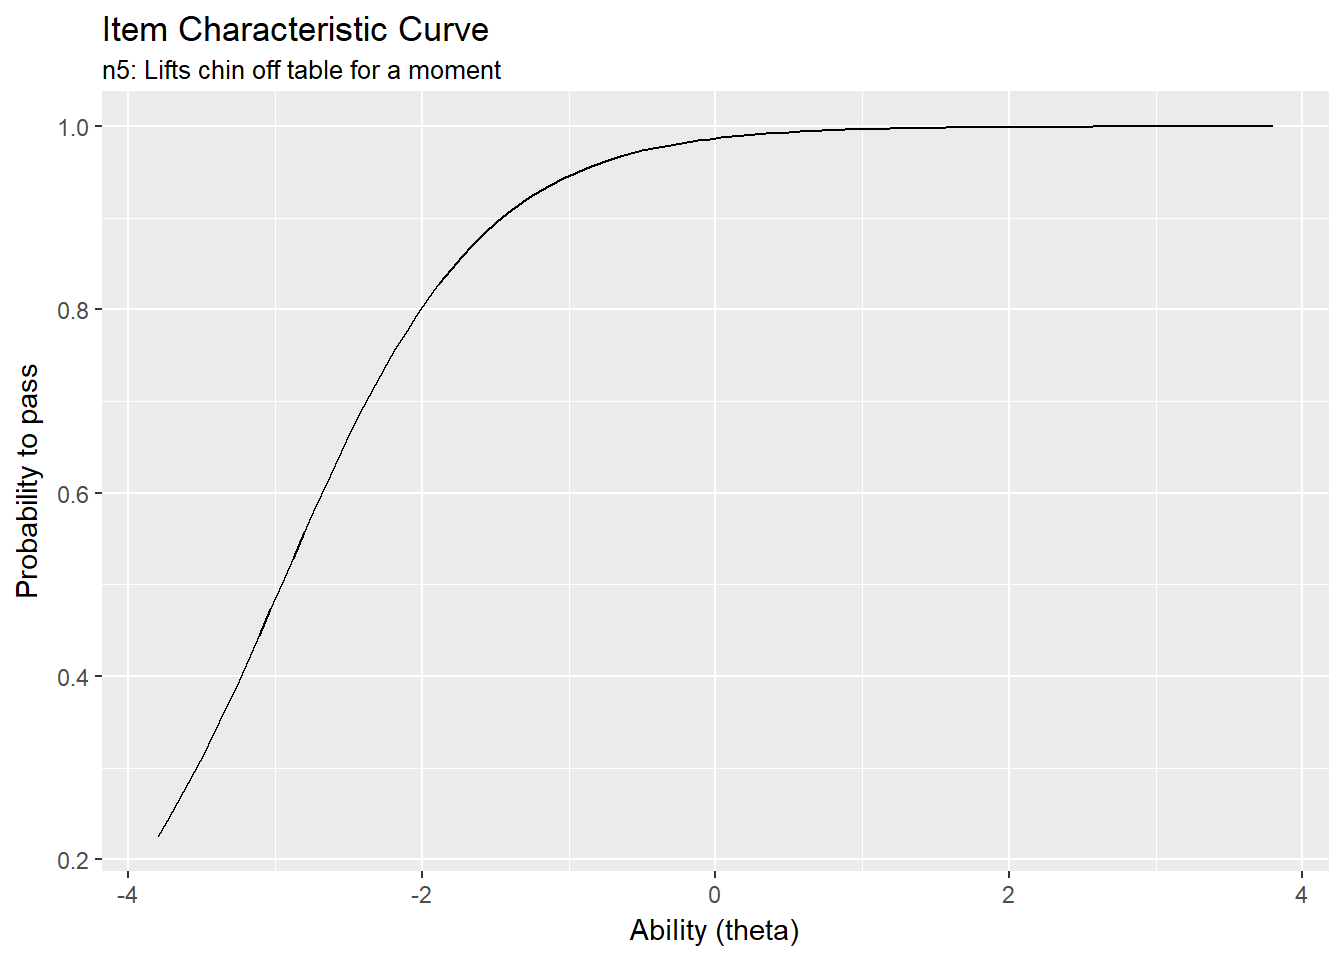 Item Characteristic Curve
n5: Lifts chin off table for a moment
1.0
0.8
0.6
0.4
0.2
Probability to pass
-4
-2
0
2
4
Ability (theta)